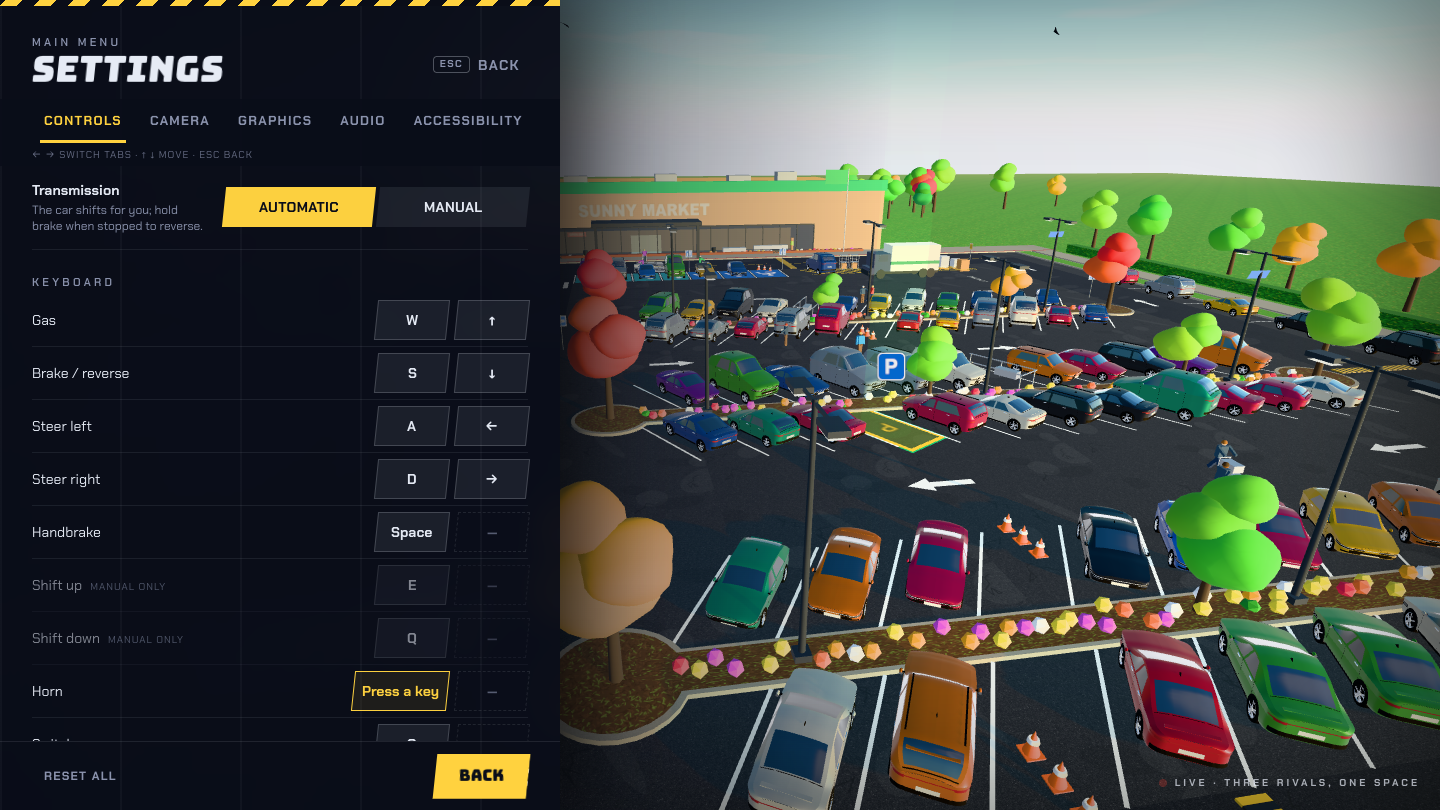 MAIN MENU
SETTINGS
ESC BACK
CONTROLS CAMERA GRAPHICS AUDIO ACCESSIBILITY
← → SWITCH TABS · ↑ ↓ MOVE · ESC BACK
Transmission
The car shifts for you; hold
brake when stopped to reverse.
AUTOMATIC MANUAL
KEYBOARD
Gas W ↑
Brake / reverse S ↓
Steer left A ←
Steer right D →
Handbrake Space –
Shift up MANUAL ONLY E –
Shift down MANUAL ONLY Q –
Horn Press a key –
RESET ALL BACK
SUNNY MARKET
P
P
LIVE · THREE RIVALS, ONE SPACE